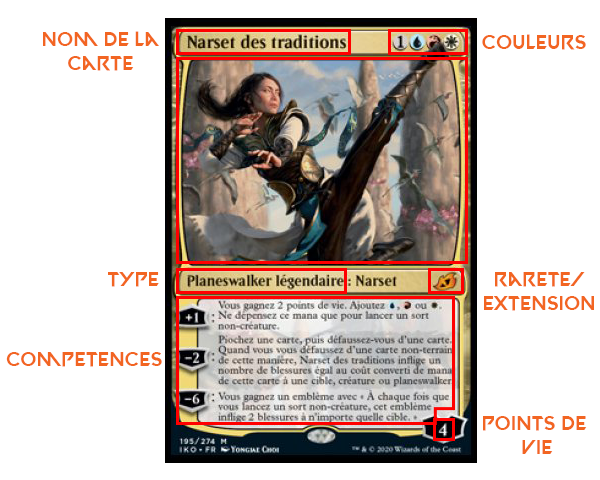 NOM DE LA
CARTE
Narset des traditions
1
COULEURS
TYPE
Planeswalker légendaire : Narset
RARETE/
EXTENSION
COMPETENCES
+1 : Vous gagnez 2 points de vie. Ajoutez , ou .
Ne dépensez ce mana que pour lancer un sort
non-créature.
-2 : Piochez une carte, puis défaussez-vous d'une carte.
Quand vous vous défaussez d'une carte non-terrain
de cette manière, Narset des traditions inflige un
nombre de blessures égal au coût converti de mana
de cette carte à une cible, créature ou planeswalker.
-6 : Vous gagnez un emblème avec « À chaque fois que
vous lancez un sort non-créature, cet emblème
inflige 2 blessures à n'importe quelle cible. »
4
POINTS DE
VIE
195/274 M
IKO • FR Yongjae Choi
™ & © 2020 Wizards of the Coast